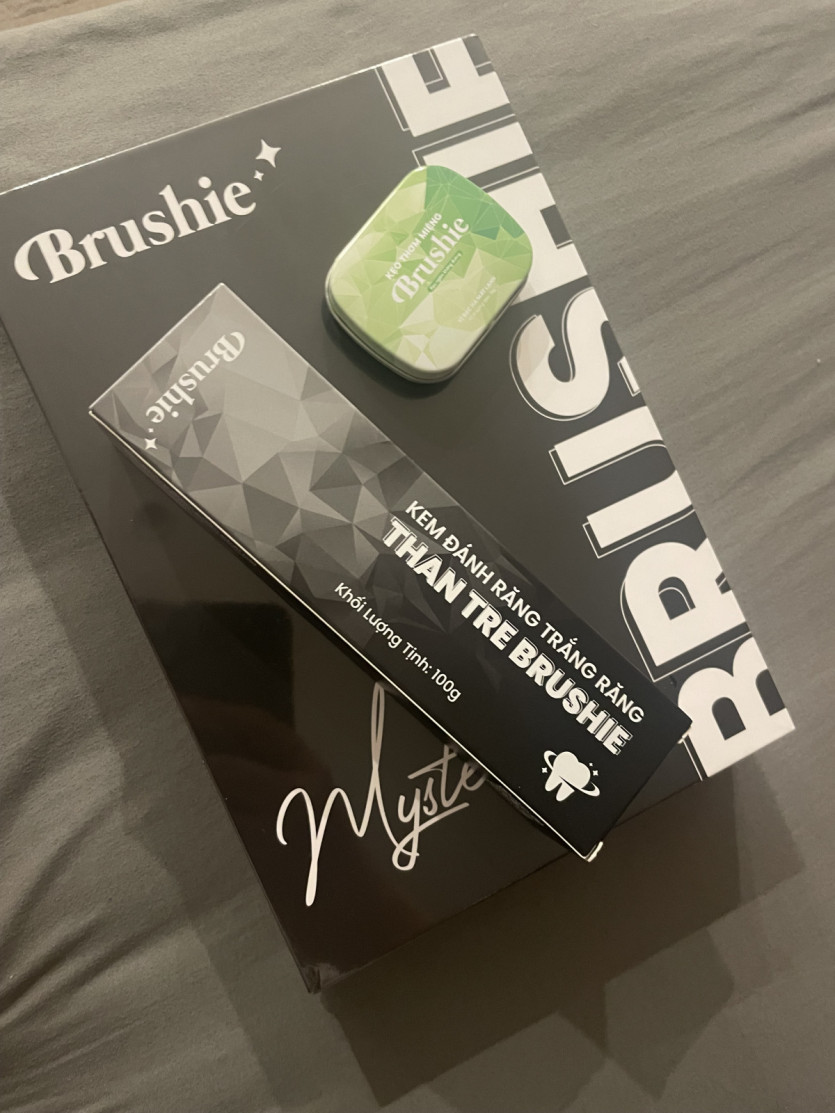 Brushie
BRUSHIE
KẸO THƠM MIỆNG
Brushie
Brushie
KEM ĐÁNH RĂNG TRẮNG RĂNG
THAN TRE BRUSHIE
Khối Lượng Tịnh: 100g
Myste